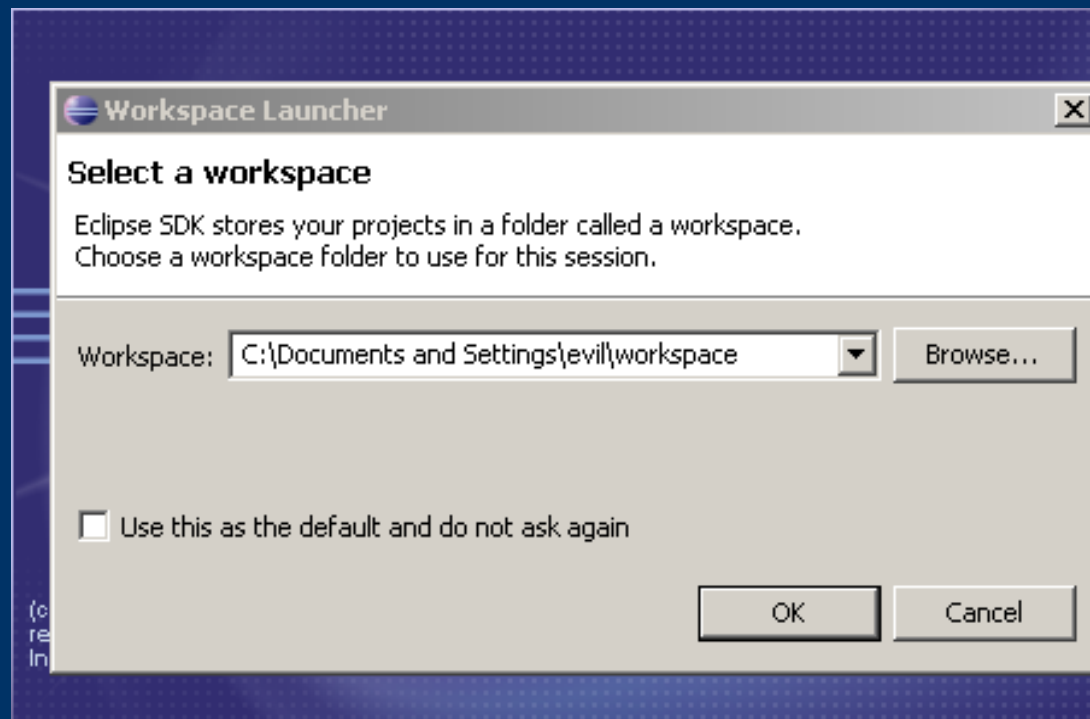 Workspace Launcher
Select a workspace
Eclipse SDK stores your projects in a folder called a workspace.
Choose a workspace folder to use for this session.
Workspace: C:\Documents and Settings\evil\workspace Browse...
Use this as the default and do not ask again
OK Cancel
(c
re
In